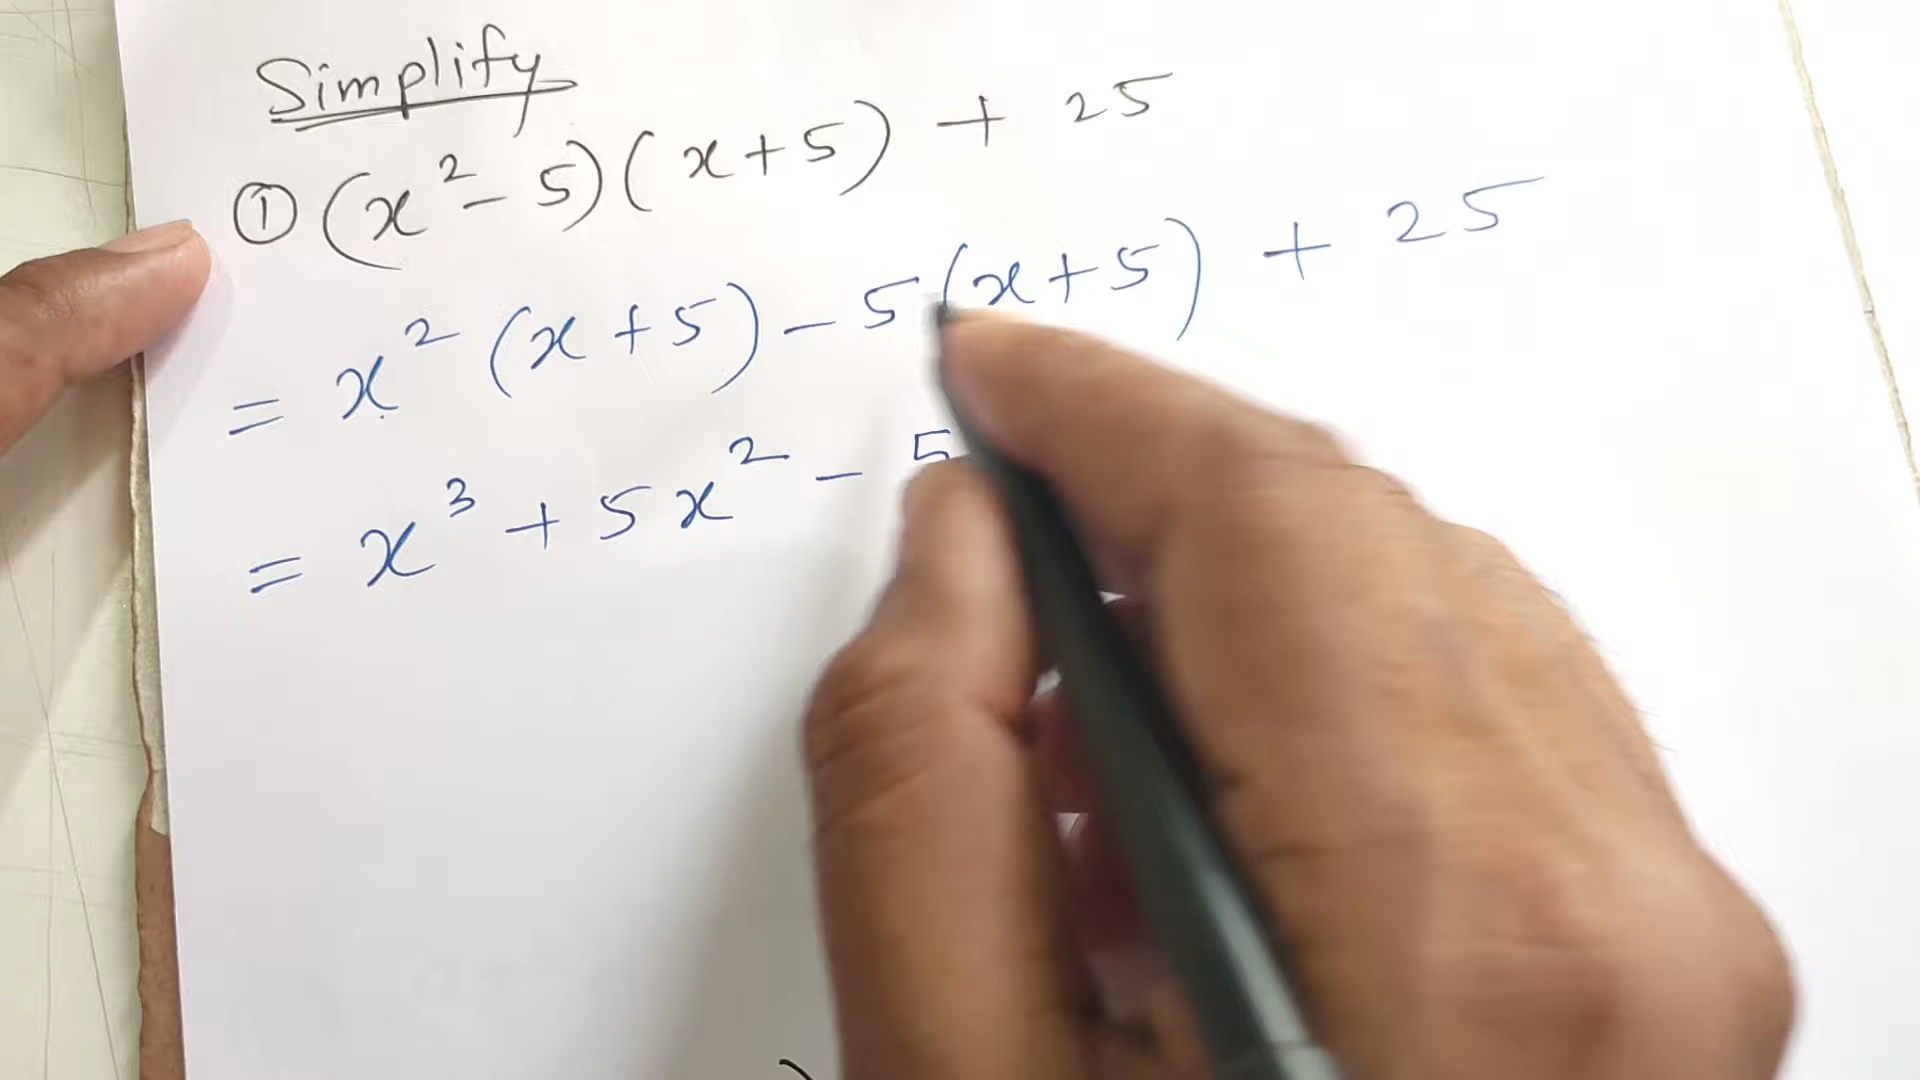 Simplify
① (x² - 5)(x + 5) + 25
= x² (x + 5) - 5 (x + 5) + 25
= x³ + 5x² - 5